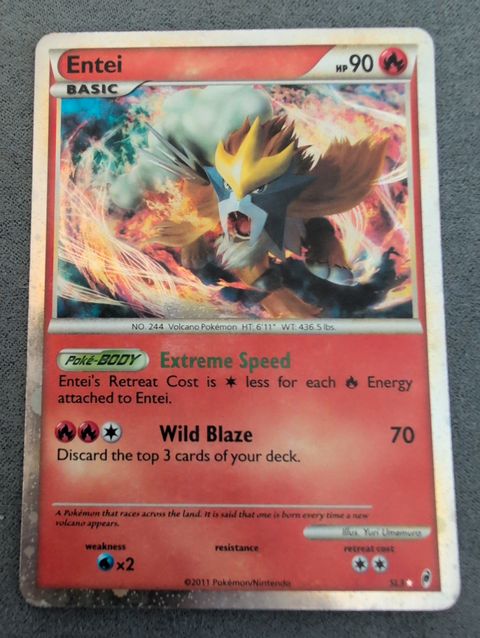 Entei
HP 90
BASIC
NO. 244 Volcano Pokémon HT: 6'11" WT: 436.5 lbs.
Poké-BODY Extreme Speed
Entei's Retreat Cost is less for each Energy
attached to Entei.
Wild Blaze 70
Discard the top 3 cards of your deck.
A Pokémon that races across the land. It is said that one is born every time a new
volcano appears.
Illus. Yuri Umemura
weakness resistance retreat cost
×2
©2011 Pokémon/Nintendo
SL3